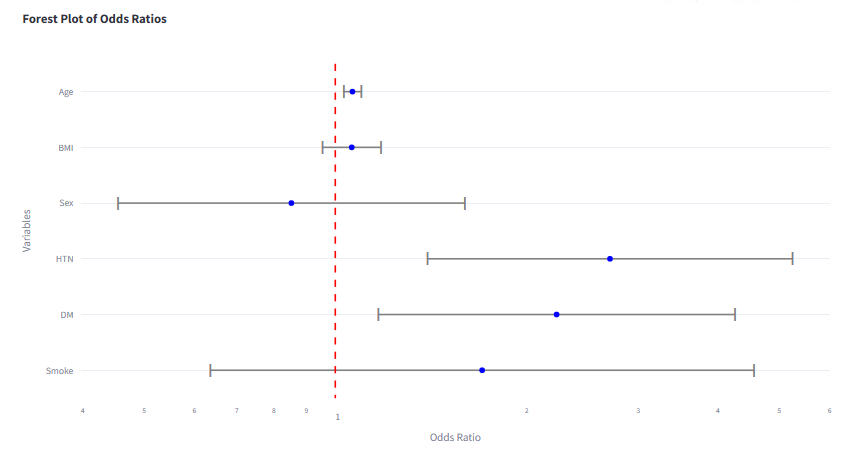 Forest Plot of Odds Ratios
Age
BMI
Sex
HTN
DM
Smoke
Variables
4 5 6 7 8 9 1 2 3 4 5 6
Odds Ratio